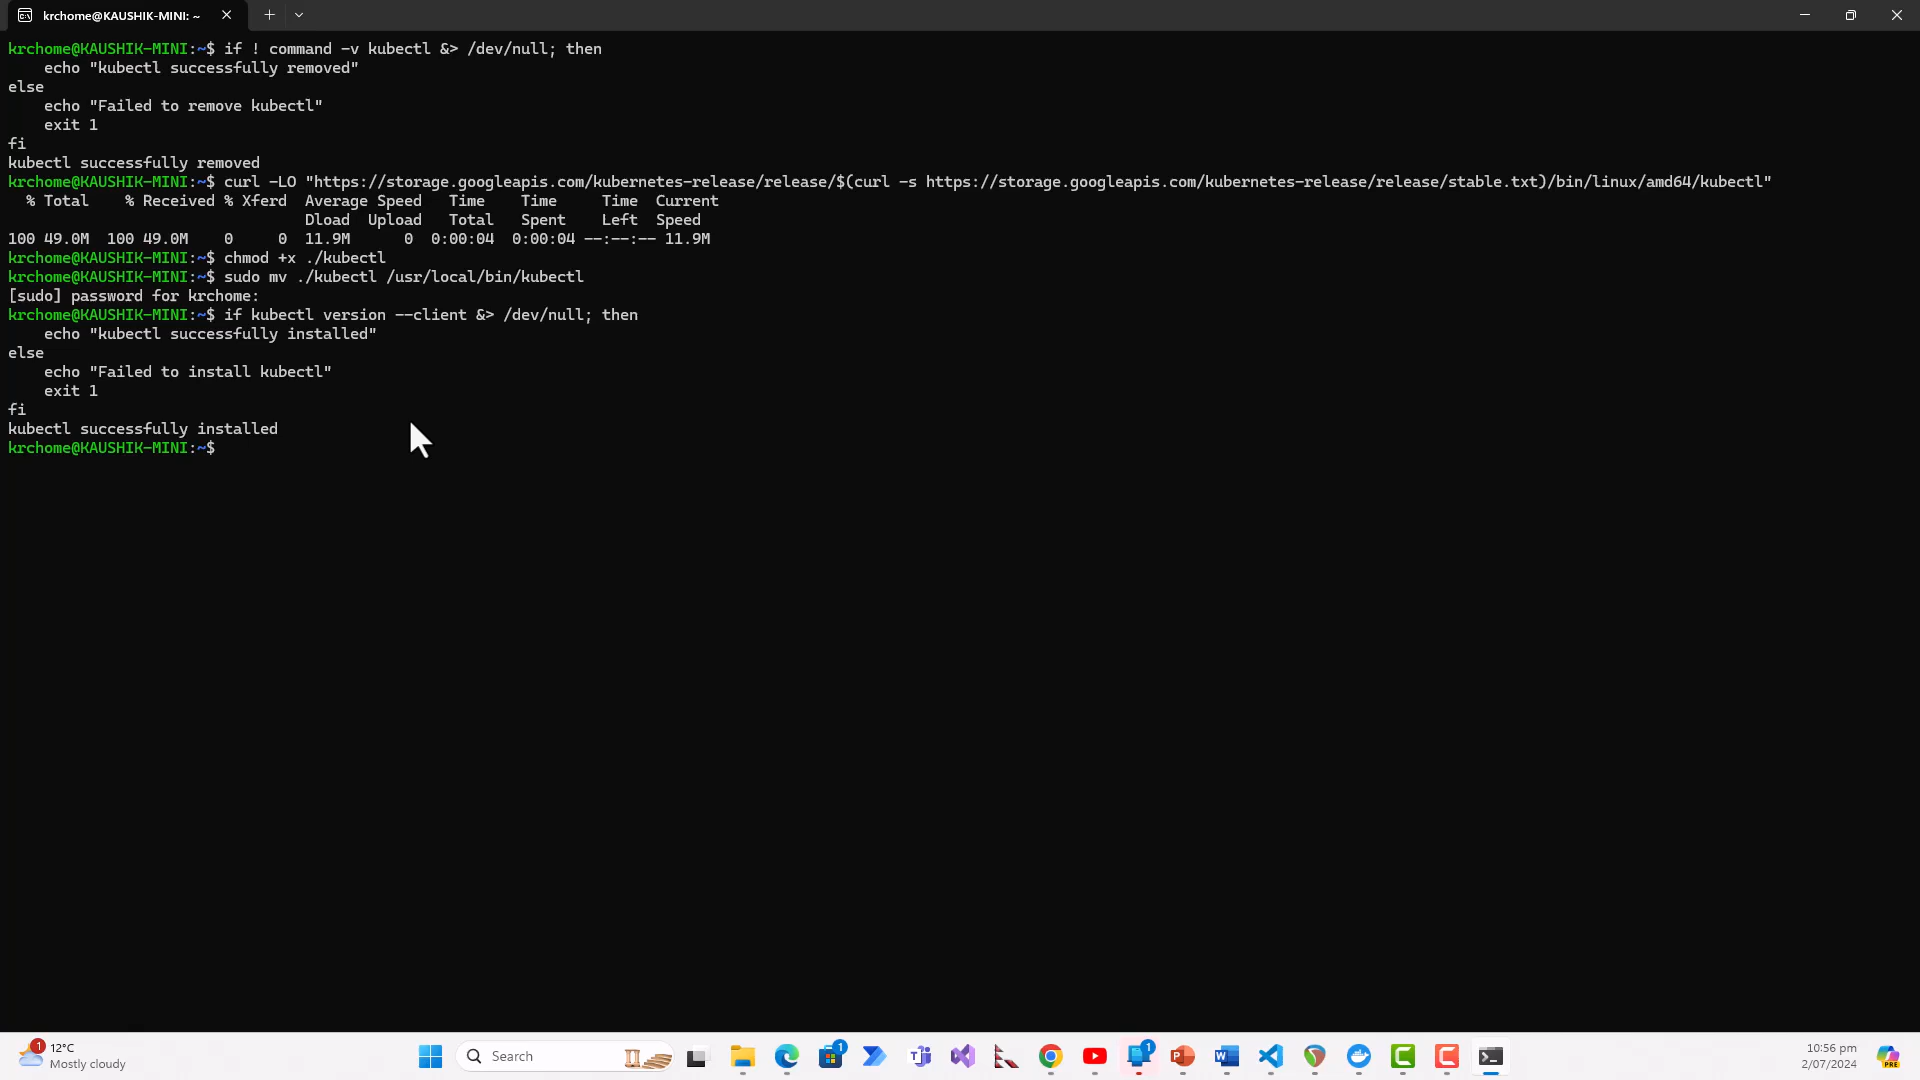 krchome@KAUSHIK-MINI: ~
krchome@KAUSHIK-MINI:~$ if ! command -v kubectl &> /dev/null; then
    echo "kubectl successfully removed"
else
    echo "Failed to remove kubectl"
    exit 1
fi
kubectl successfully removed
krchome@KAUSHIK-MINI:~$ curl -LO "https://storage.googleapis.com/kubernetes-release/release/$(curl -s https://storage.googleapis.com/kubernetes-release/release/stable.txt)/bin/linux/amd64/kubectl"
  % Total    % Received % Xferd  Average Speed   Time    Time     Time  Current
                                 Dload  Upload   Total   Spent    Left  Speed
100 49.0M  100 49.0M    0     0  11.9M      0  0:00:04  0:00:04 --:--:-- 11.9M
krchome@KAUSHIK-MINI:~$ chmod +x ./kubectl
krchome@KAUSHIK-MINI:~$ sudo mv ./kubectl /usr/local/bin/kubectl
[sudo] password for krchome:
krchome@KAUSHIK-MINI:~$ if kubectl version --client &> /dev/null; then
    echo "kubectl successfully installed"
else
    echo "Failed to install kubectl"
    exit 1
fi
kubectl successfully installed
krchome@KAUSHIK-MINI:~$
1 12°C
Mostly cloudy
Search
1
1
10:56 pm
2/07/2024
PRE